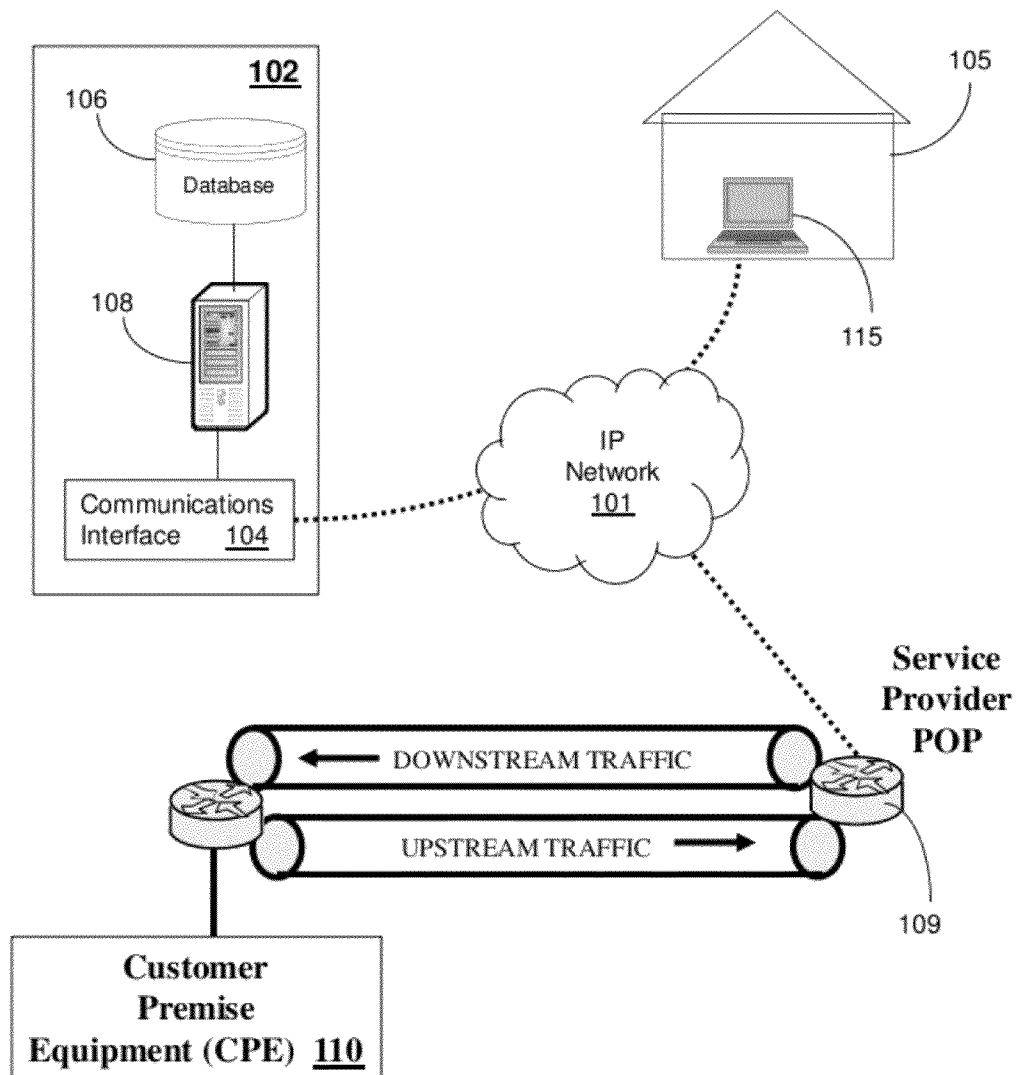 102
106
Database
108
Communications
Interface 104
105
115
IP
Network
101
Service
Provider
POP
DOWNSTREAM TRAFFIC
UPSTREAM TRAFFIC
109
Customer
Premise
Equipment (CPE) 110